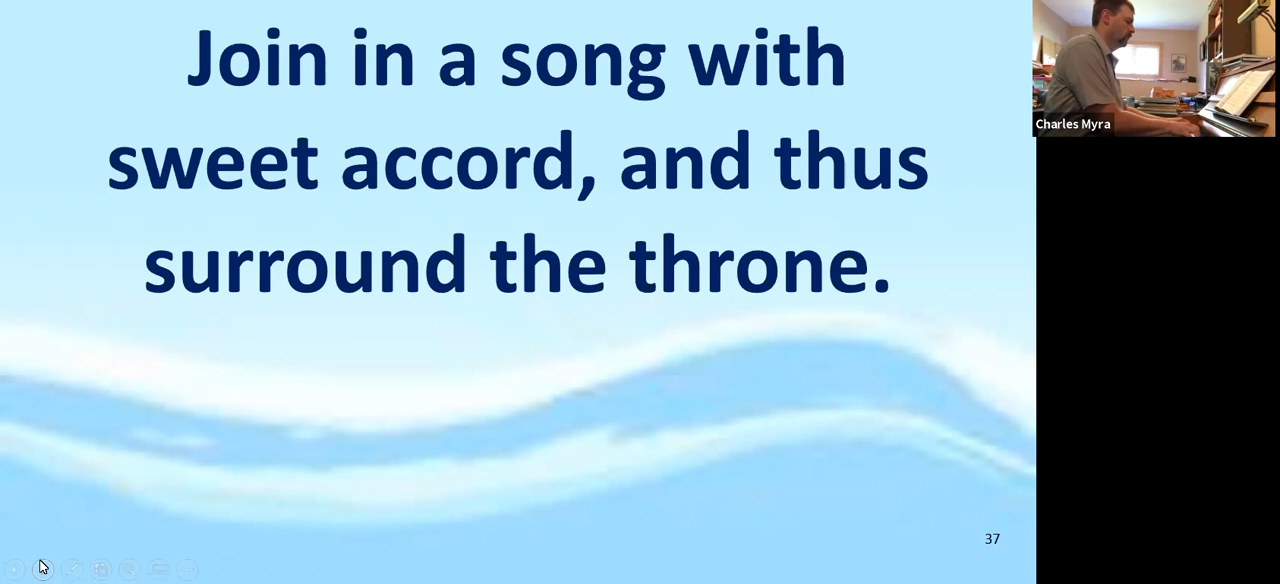 Join in a song with
sweet accord, and thus
surround the throne.
Charles Myra
37